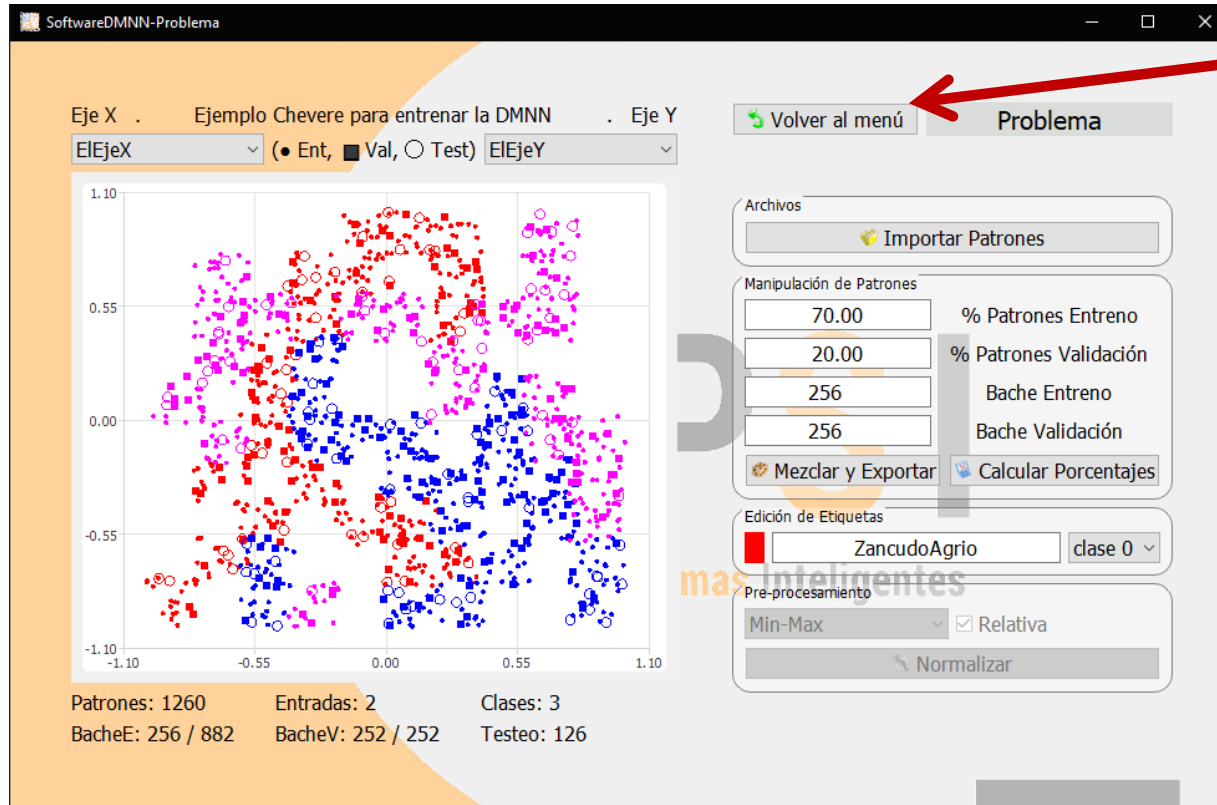 SoftwareDMNN-Problema
Eje X . Ejemplo Chevere para entrenar la DMNN . Eje Y
ElEjeX (● Ent, ■ Val, ○ Test) ElEjeY
1.10
0.55
0.00
-0.55
-1.10
-1.10 -0.55 0.00 0.55 1.10
Patrones: 1260 Entradas: 2 Clases: 3
BacheE: 256 / 882 BacheV: 252 / 252 Testeo: 126
Volver al menú Problema
Archivos
Importar Patrones
Manipulación de Patrones
70.00 % Patrones Entreno
20.00 % Patrones Validación
256 Bache Entreno
256 Bache Validación
Mezclar y Exportar Calcular Porcentajes
Edición de Etiquetas
ZancudoAgrio clase 0
mas Inteligentes
Pre-procesamiento
Min-Max Relativa
Normalizar